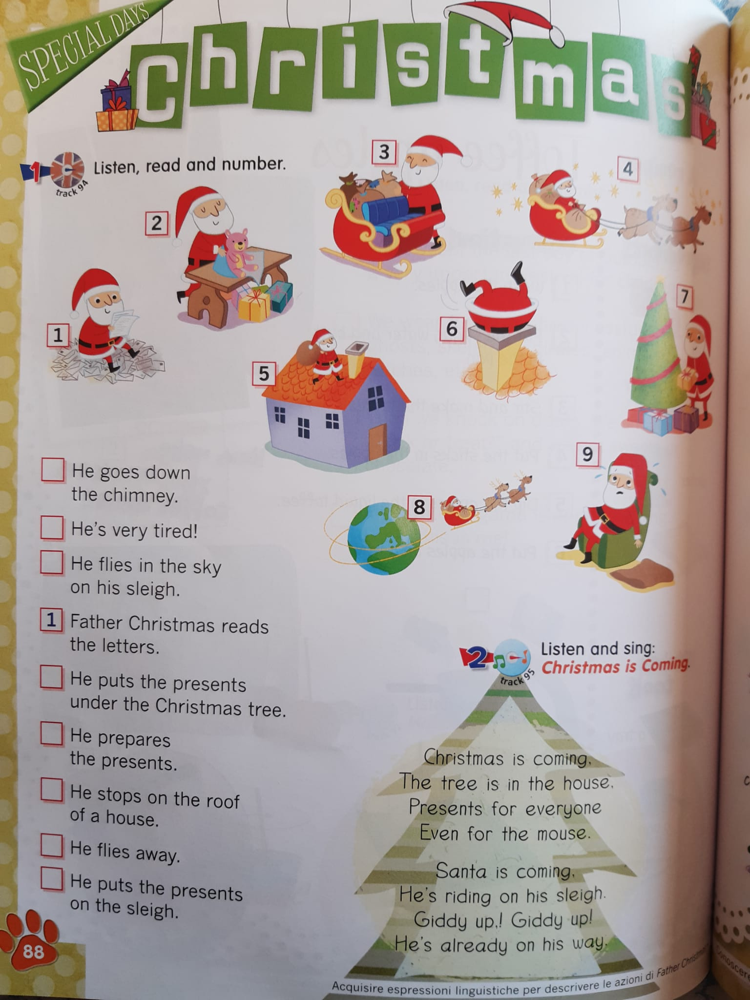 SPECIAL DAYS
Christmas
1
track 94
Listen, read and number.
1
2
3
4
5
6
7
8
9
He goes down
the chimney.
He's very tired!
He flies in the sky
on his sleigh.
1 Father Christmas reads
the letters.
He puts the presents
under the Christmas tree.
He prepares
the presents.
He stops on the roof
of a house.
He flies away.
He puts the presents
on the sleigh.
2
track 95
Listen and sing:
Christmas is Coming.
Christmas is coming,
The tree is in the house,
Presents for everyone
Even for the mouse.
Santa is coming,
He's riding on his sleigh.
Giddy up,! Giddy up!
He's already on his way.
88
Acquisire espressioni linguistiche per descrivere le azioni di Father